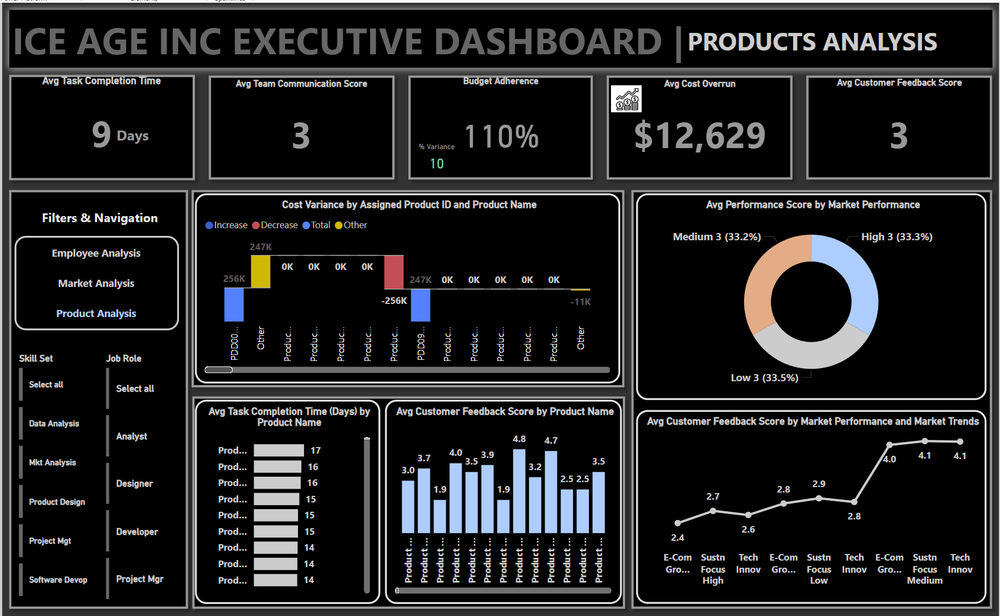 ICE AGE INC EXECUTIVE DASHBOARD | PRODUCTS ANALYSIS
Avg Task Completion Time
9 Days
Avg Team Communication Score
3
Budget Adherence
110%
% Variance
10
Avg Cost Overrun
$12,629
Avg Customer Feedback Score
3
Filters & Navigation
Employee Analysis
Market Analysis
Product Analysis
Skill Set
Select all
Data Analysis
Mkt Analysis
Product Design
Project Mgt
Software Devop
Job Role
Select all
Analyst
Designer
Developer
Project Mgr
Cost Variance by Assigned Product ID and Product Name
Increase Decrease Total Other
256K
247K
0K 0K 0K 0K
-256K
247K
0K 0K 0K 0K 0K
-11K
PDD00...
Other
Produc...
Produc...
Produc...
Produc...
Produc...
PDD09...
Produc...
Produc...
Produc...
Produc...
Produc...
Other
Avg Task Completion Time (Days) by
Product Name
Prod... 17
Prod... 16
Prod... 16
Prod... 15
Prod... 15
Prod... 15
Prod... 14
Prod... 14
Prod... 14
Avg Customer Feedback Score by Product Name
3.0 3.7 1.9 4.0 3.5 3.9 1.9 4.8 3.2 4.7 2.5 2.5 3.5
Product ...
Product ...
Product ...
Product ...
Product ...
Product ...
Product ...
Product ...
Product ...
Product ...
Product ...
Product ...
Product ...
Avg Performance Score by Market Performance
Medium 3 (33.2%)
High 3 (33.3%)
Low 3 (33.5%)
Avg Customer Feedback Score by Market Performance and Market Trends
2.4 2.7 2.6 2.8 2.9 2.8 4.0 4.1 4.1
E-Com Sustn Tech E-Com Sustn Tech E-Com Sustn Tech
Gro... Focus Innov Gro... Focus Innov Gro... Focus Innov
High Low Medium